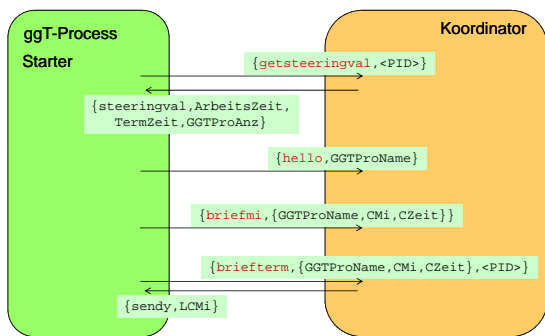 ggT-Process
Starter
Koordinator
{getsteeringval,<PID>}
{steeringval,ArbeitsZeit,
TermZeit,GGTProAnz}
{hello,GGTProName}
{briefmi,{GGTProName,CMi,CZeit}}
{briefterm,{GGTProName,CMi,CZeit},<PID>}
{sendy,LCMi}